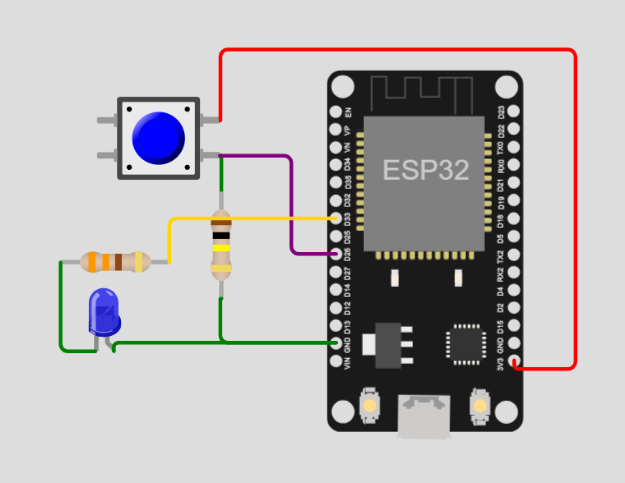 ESP32
EN
VP
VN
D34
D35
D32
D33
D25
D26
D27
D14
D12
D13
GND
VIN
D23
D22
TX0
RX0
D21
D19
D18
D5
TX2
RX2
D4
D2
D15
GND
3V3